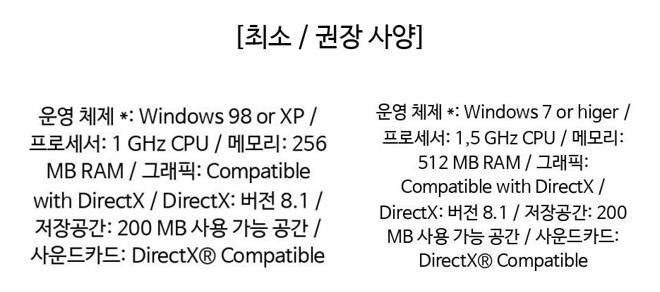 [최소 / 권장 사양]
운영 체제 *: Windows 98 or XP /
프로세서: 1 GHz CPU / 메모리: 256
MB RAM / 그래픽: Compatible
with DirectX / DirectX: 버전 8.1 /
저장공간: 200 MB 사용 가능 공간 /
사운드카드: DirectX® Compatible
운영 체제 *: Windows 7 or higer /
프로세서: 1,5 GHz CPU / 메모리:
512 MB RAM / 그래픽:
Compatible with DirectX /
DirectX: 버전 8.1 / 저장공간: 200
MB 사용 가능 공간 / 사운드카드:
DirectX® Compatible